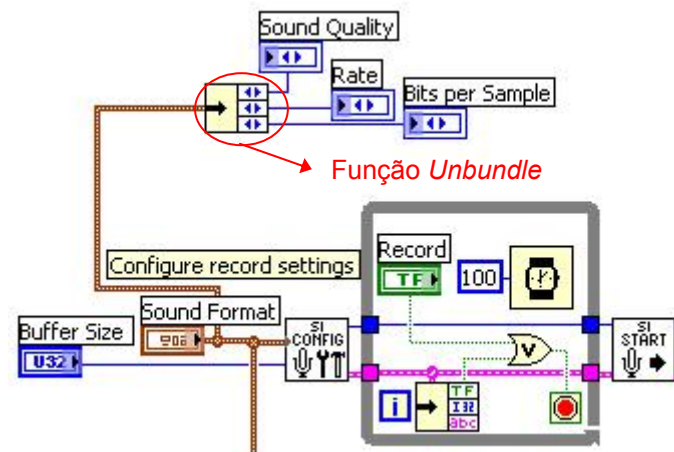 Sound Quality
Rate
Bits per Sample
Função Unbundle
Configure record settings
Record
TF
100
Sound Format
Buffer Size
U32
SI
CONFIG
V
SI
START
i
TF
I32
abc